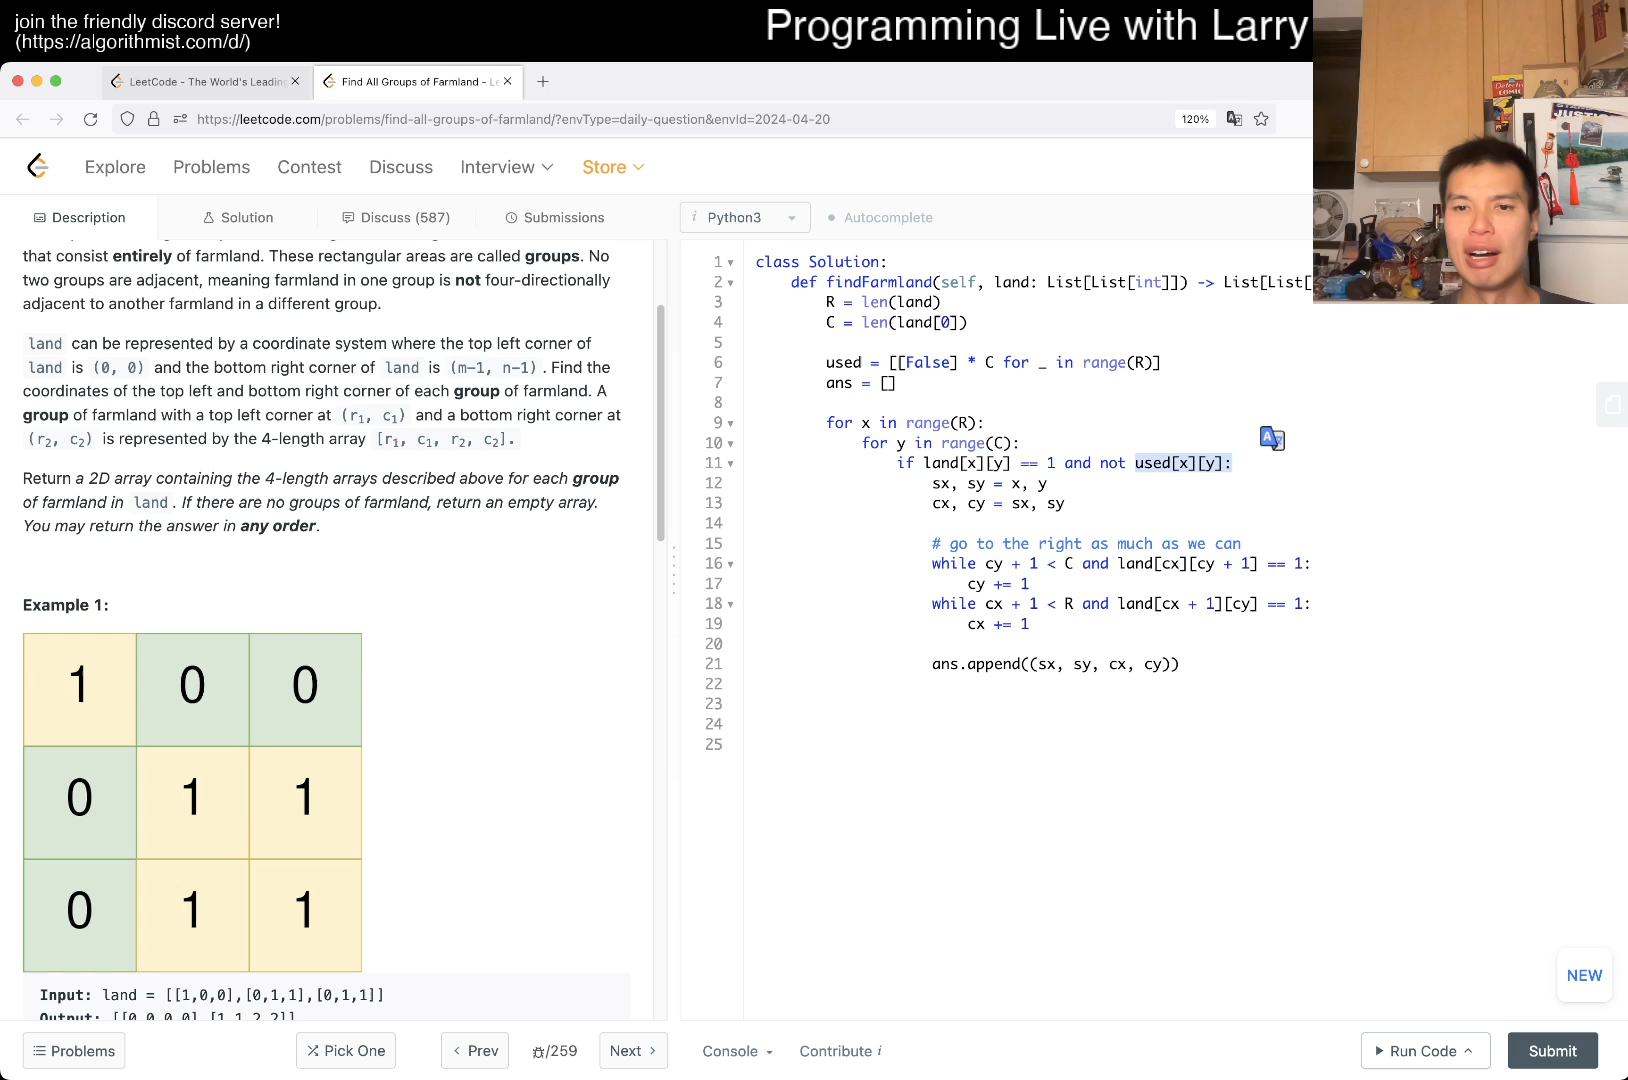 join the friendly discord server!
(https://algorithmist.com/d/)
Programming Live with Larry
LeetCode - The World's Leading
Find All Groups of Farmland - Le
https://leetcode.com/problems/find-all-groups-of-farmland/?envType=daily-question&envId=2024-04-20
120%
Explore Problems Contest Discuss Interview Store
Description Solution Discuss (587) Submissions
i Python3 Autocomplete
that consist entirely of farmland. These rectangular areas are called groups. No
two groups are adjacent, meaning farmland in one group is not four-directionally
adjacent to another farmland in a different group.
land can be represented by a coordinate system where the top left corner of
land is (0, 0) and the bottom right corner of land is (m-1, n-1). Find the
coordinates of the top left and bottom right corner of each group of farmland. A
group of farmland with a top left corner at (r₁, c₁) and a bottom right corner at
(r₂, c₂) is represented by the 4-length array [r₁, c₁, r₂, c₂].
Return a 2D array containing the 4-length arrays described above for each group
of farmland in land. If there are no groups of farmland, return an empty array.
You may return the answer in any order.
Example 1:
1 0 0
0 1 1
0 1 1
Input: land = [[1,0,0],[0,1,1],[0,1,1]]
Output: [[0,0,0,0],[1,1,2,2]]
1 class Solution:
2 def findFarmland(self, land: List[List[int]]) -> List[List[
3 R = len(land)
4 C = len(land[0])
5
6 used = [[False] * C for _ in range(R)]
7 ans = []
8
9 for x in range(R):
10 for y in range(C):
11 if land[x][y] == 1 and not used[x][y]:
12 sx, sy = x, y
13 cx, cy = sx, sy
14
15 # go to the right as much as we can
16 while cy + 1 < C and land[cx][cy + 1] == 1:
17 cy += 1
18 while cx + 1 < R and land[cx + 1][cy] == 1:
19 cx += 1
20
21 ans.append((sx, sy, cx, cy))
22
23
24
25
NEW
Problems Pick One Prev /259 Next Console Contribute i Run Code Submit